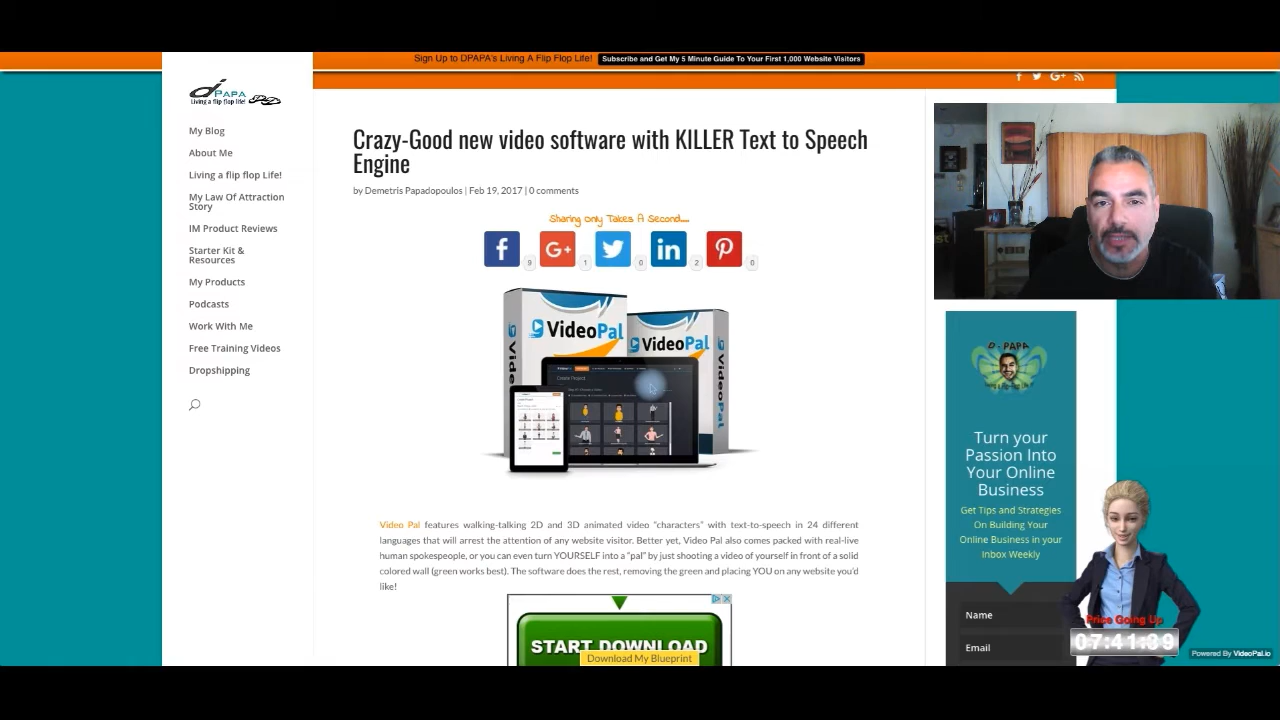 Sign Up to DPAPA's Living A Flip Flop Life!
Subscribe and Get My 5 Minute Guide To Your First 1,000 Website Visitors
PAPA
Living a flip flop life!
My Blog
About Me
Living a flip flop Life!
My Law Of Attraction
Story
IM Product Reviews
Starter Kit &
Resources
My Products
Podcasts
Work With Me
Free Training Videos
Dropshipping
Crazy-Good new video software with KILLER Text to Speech
Engine
by Demetris Papadopoulos | Feb 19, 2017 | 0 comments
Sharing Only Takes A Second....
f
9
G+
1
0
in
2
0
VideoPal
VideoPal
Video Pal features walking-talking 2D and 3D animated video “characters” with text-to-speech in 24 different
languages that will arrest the attention of any website visitor. Better yet, Video Pal also comes packed with real-live
human spokespeople, or you can even turn YOURSELF into a “pal” by just shooting a video of yourself in front of a solid
colored wall (green works best). The software does the rest, removing the green and placing YOU on any website you'd
like!
START DOWNLOAD
Download My Blueprint
D - PAPA
Turn your
Passion Into
Your Online
Business
Get Tips and Strategies
On Building Your
Online Business in your
Inbox Weekly
Name
Email
Price Going Up
07:41:39
Powered By VideoPal.io